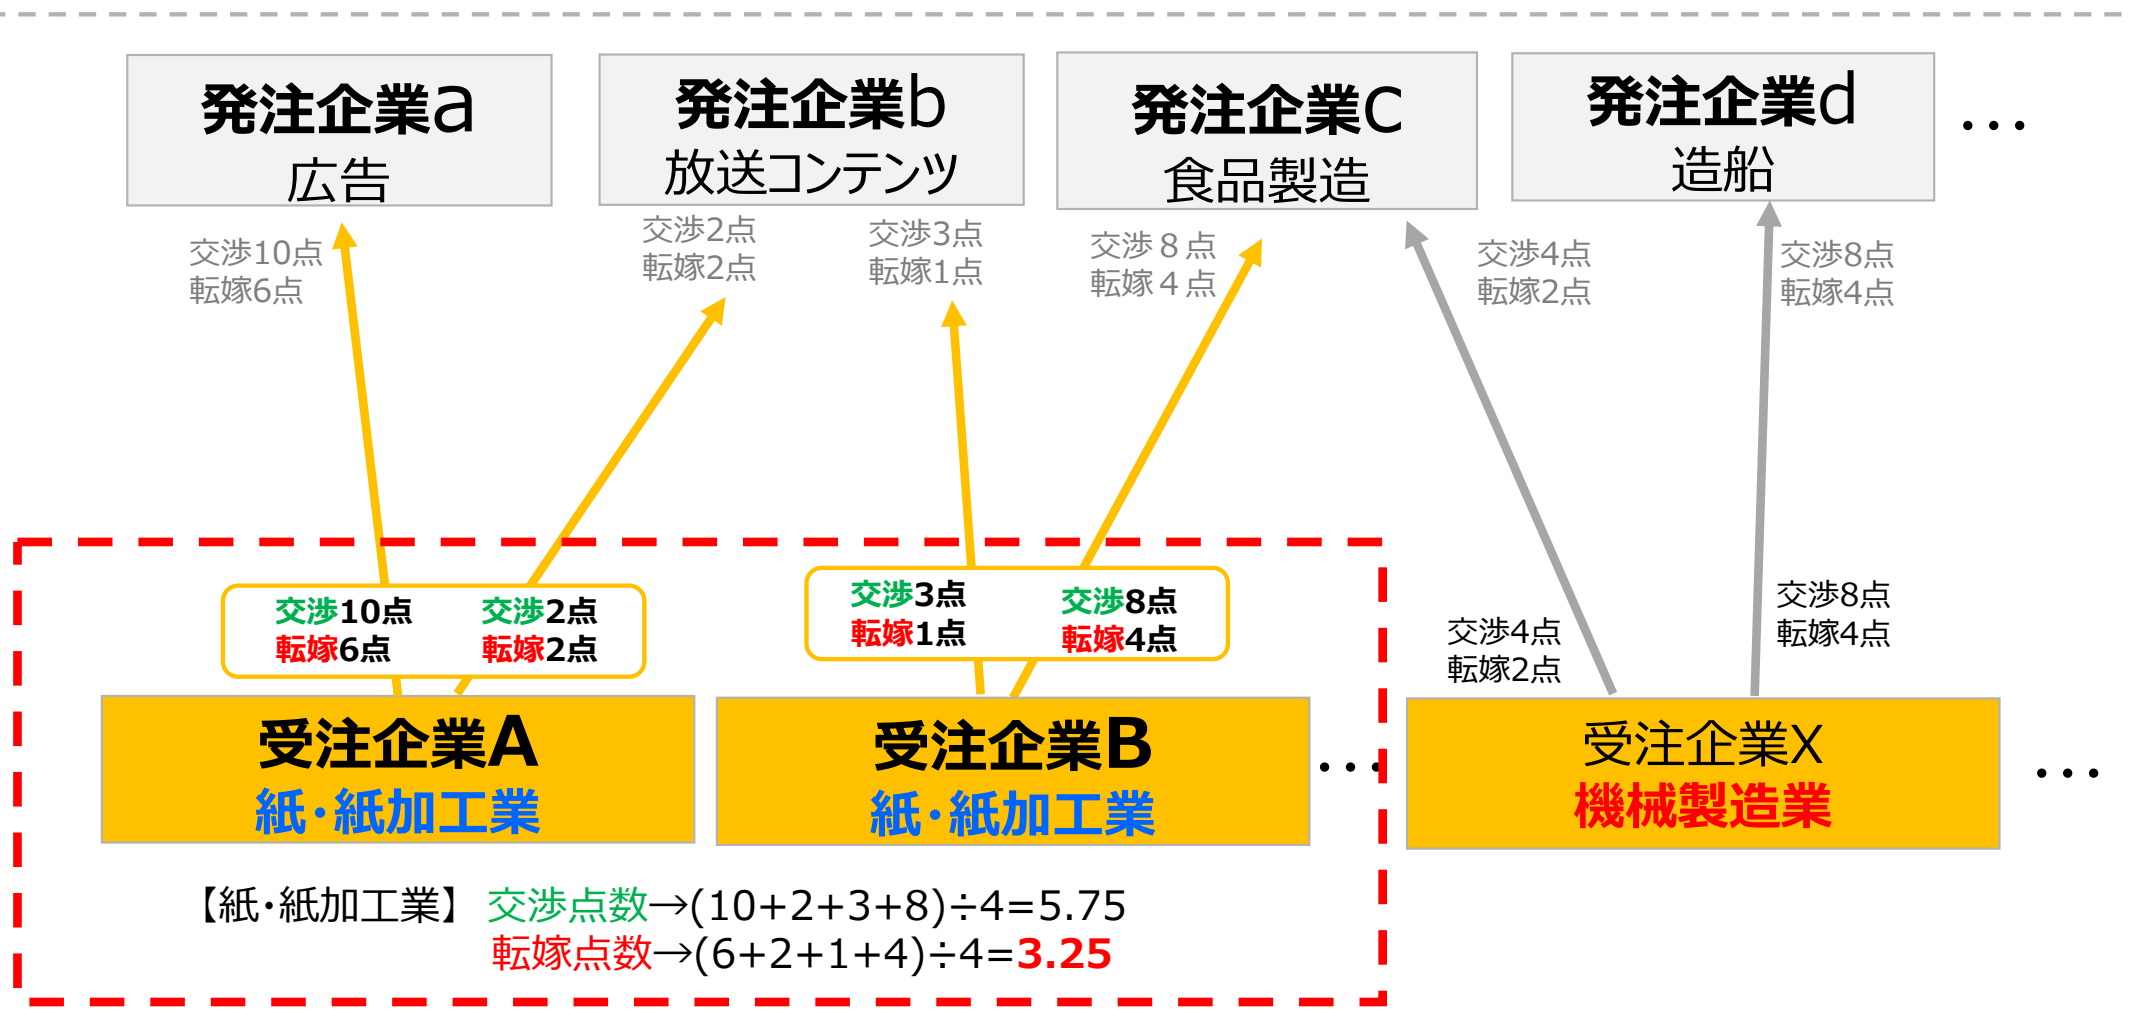 発注企業a
広告
発注企業b
放送コンテンツ
発注企業c
食品製造
発注企業d
造船
…
交渉10点
転嫁6点
交渉2点
転嫁2点
交渉3点
転嫁1点
交渉８点
転嫁４点
交渉4点
転嫁2点
交渉8点
転嫁4点
交渉10点
転嫁6点
交渉2点
転嫁2点
交渉3点
転嫁1点
交渉8点
転嫁4点
交渉4点
転嫁2点
交渉8点
転嫁4点
受注企業A
紙・紙加工業
受注企業B
紙・紙加工業
…
受注企業X
機械製造業
…
【紙・紙加工業】 交渉点数→(10+2+3+8)÷4=5.75
転嫁点数→(6+2+1+4)÷4=3.25